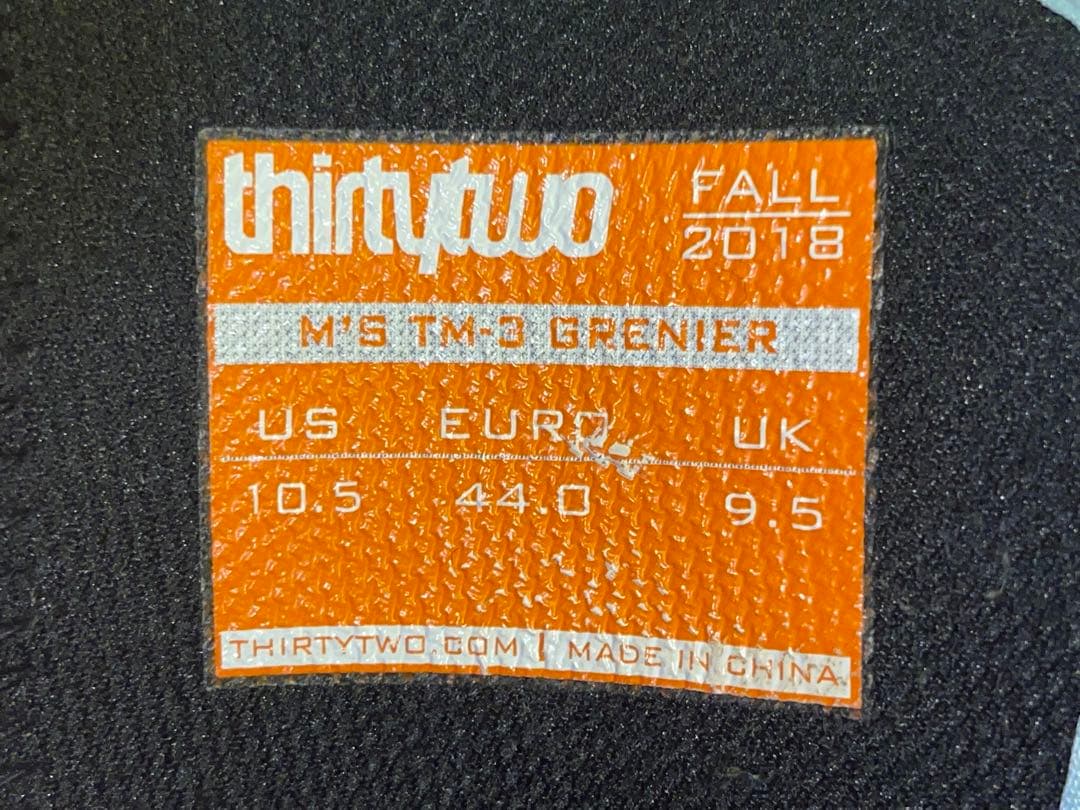 thirtytwo
FALL
2018
M'S TM-3 GRENIER
US EURO UK
10.5 44.0 9.5
THIRTYTWO.COM | MADE IN CHINA